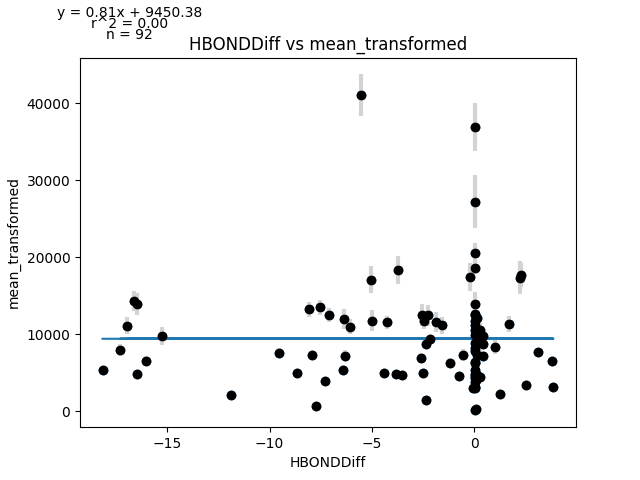 y = 0.81x + 9450.38
r^2 = 0.00
n = 92
HBONDDiff vs mean_transformed
mean_transformed
40000
30000
20000
10000
0
−15
−10
−5
0
HBONDDiff